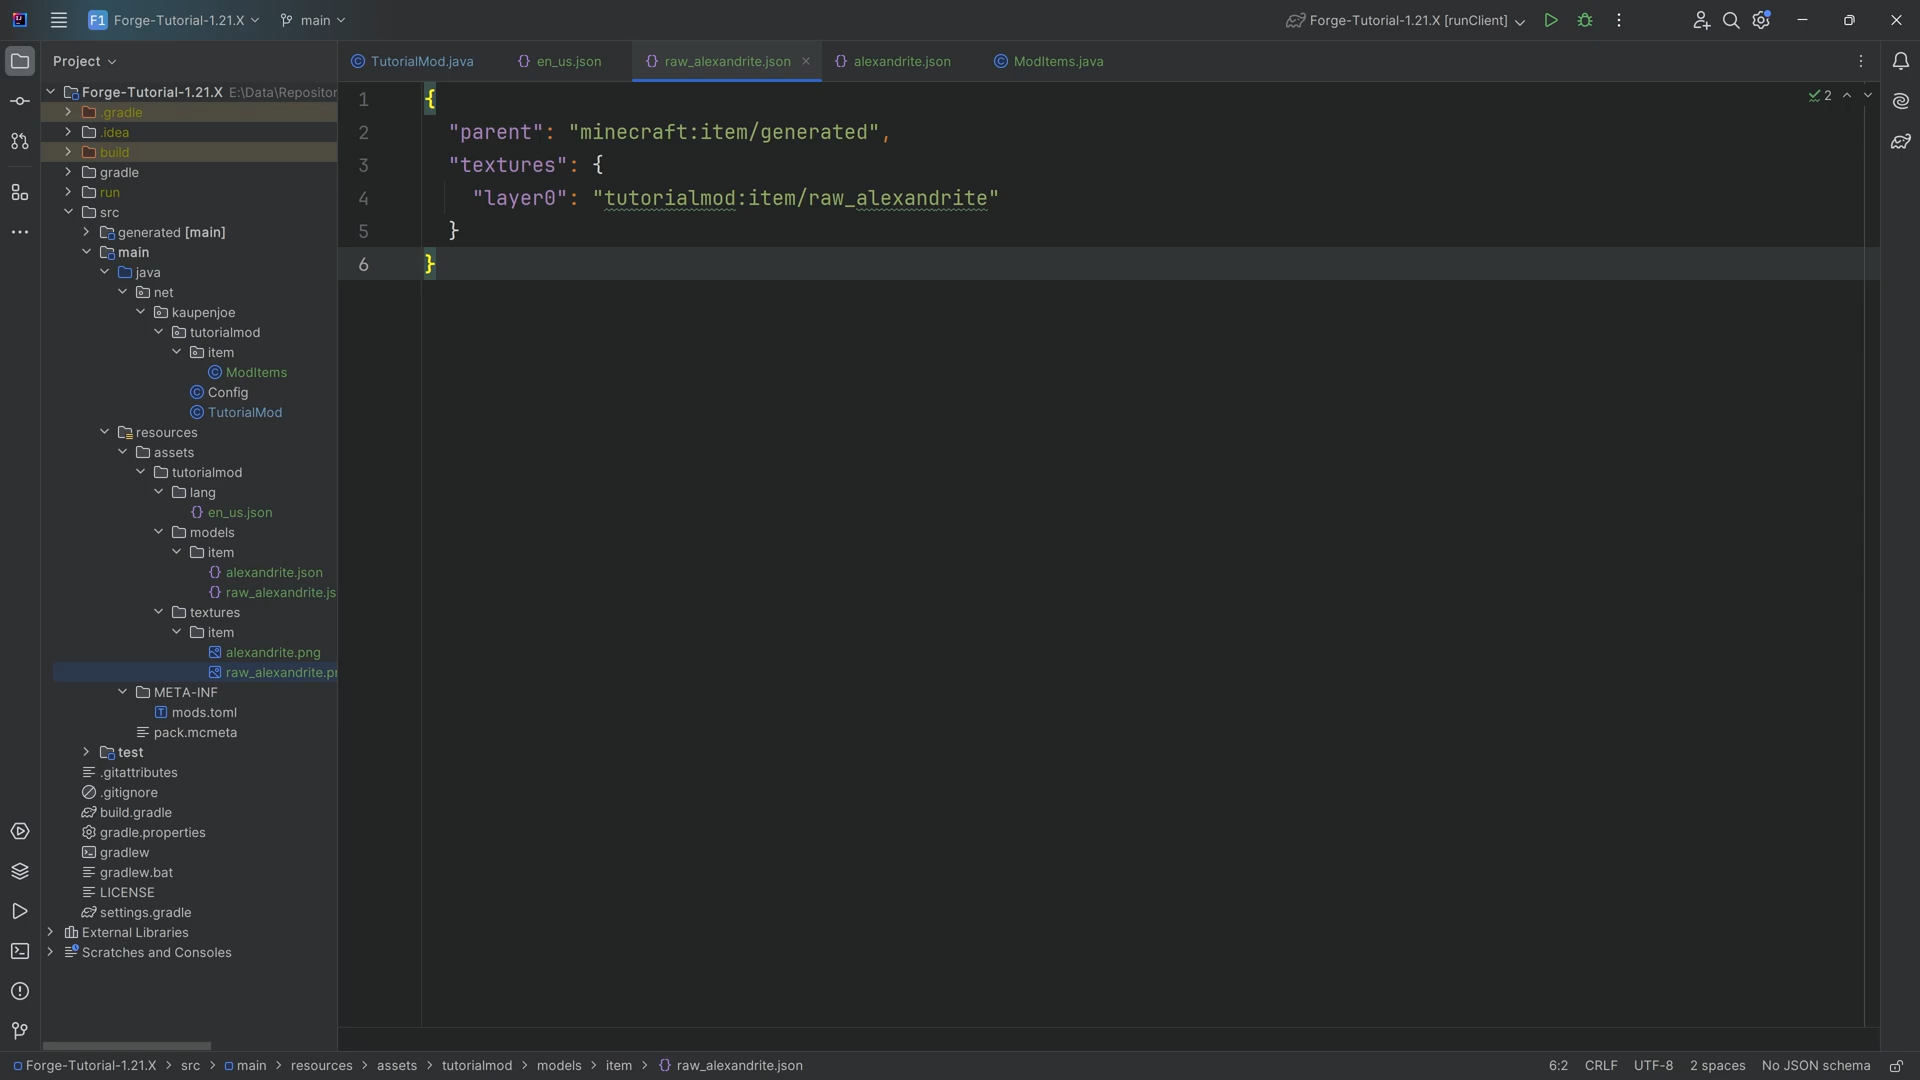 F1 Forge-Tutorial-1.21.X main Forge-Tutorial-1.21.X [runClient]
Project
TutorialMod.java en_us.json raw_alexandrite.json alexandrite.json ModItems.java
Forge-Tutorial-1.21.X E:\Data\Repositor
.gradle
.idea
build
gradle
run
src
generated [main]
main
java
net
kaupenjoe
tutorialmod
item
ModItems
Config
TutorialMod
resources
assets
tutorialmod
lang
en_us.json
models
item
alexandrite.json
raw_alexandrite.js
textures
item
alexandrite.png
raw_alexandrite.pr
META-INF
mods.toml
pack.mcmeta
test
.gitattributes
.gitignore
build.gradle
gradle.properties
gradlew
gradlew.bat
LICENSE
settings.gradle
External Libraries
Scratches and Consoles
1 {
2 "parent": "minecraft:item/generated",
3 "textures": {
4 "layer0": "tutorialmod:item/raw_alexandrite"
5 }
6 }
2
Forge-Tutorial-1.21.X > src > main > resources > assets > tutorialmod > models > item > raw_alexandrite.json 6:2 CRLF UTF-8 2 spaces No JSON schema